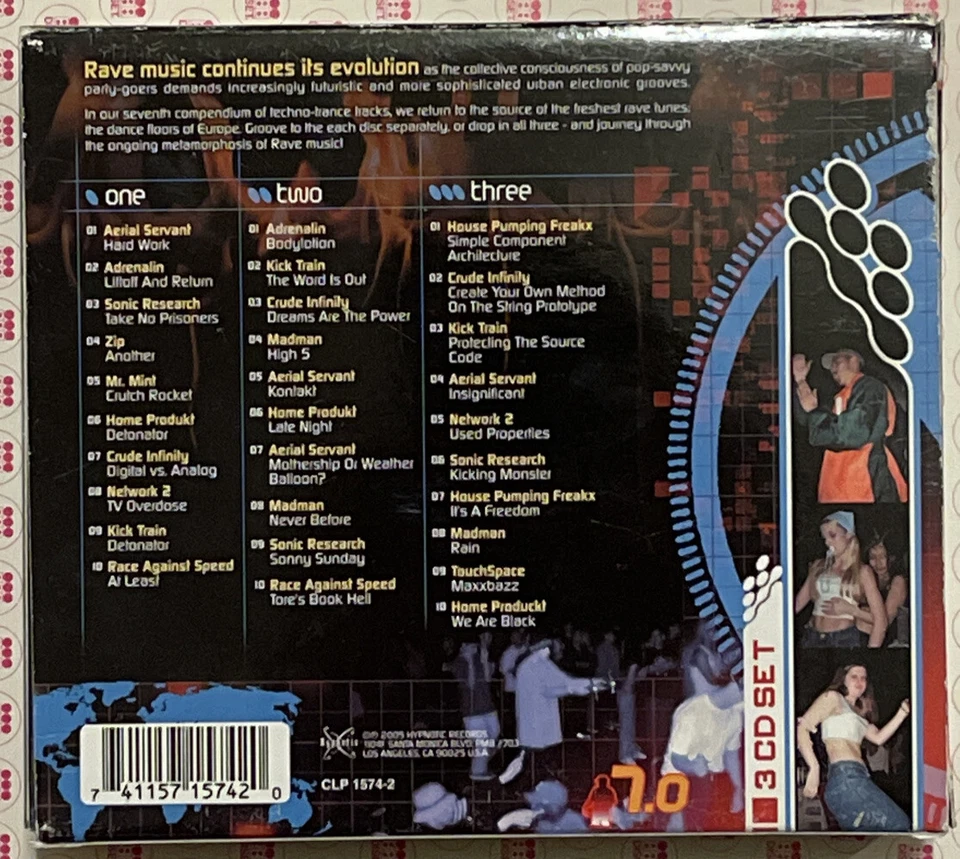 Rave music continues its evolution as the collective consciousness of pop-savvy
party-goers demands increasingly futuristic and more sophisticated urban electronic grooves.
In our seventh compendium of techno-trance tracks, we return to the source of the freshest rave tunes:
the dance floors of Europe. Groove to the each disc separately, or drop in all three - and journey through
the ongoing metamorphosis of Rave music!
one
01 Aerial Servant
Hard Work
02 Adrenalin
Liftoff And Return
03 Sonic Research
Take No Prisoners
04 Zip
Another
05 Mr. Mint
Crutch Rocket
06 Home Produkt
Detonator
07 Crude Infinity
Digital vs. Analog
08 Network 2
TV Overdose
09 Kick Train
Detonator
10 Race Against Speed
At Least
two
01 Adrenalin
Bodylotion
02 Kick Train
The Word Is Out
03 Crude Infinity
Dreams Are The Power
04 Madman
High 5
05 Aerial Servant
Kontakt
06 Home Produkt
Late Night
07 Aerial Servant
Mothership Or Weather
Balloon?
08 Madman
Never Before
09 Sonic Research
Sonny Sunday
10 Race Against Speed
Tore's Book Hell
three
01 House Pumping Freakx
Simple Component
Architecture
02 Crude Infinity
Create Your Own Method
On The String Prototype
03 Kick Train
Protecting The Source
Code
04 Aerial Servant
Insignificant
05 Network 2
Used Properties
06 Sonic Research
Kicking Monster
07 House Pumping Freakx
It's A Freedom
08 Madman
Rain
09 TouchSpace
Maxxbazz
10 Home Produckt
We Are Black
3 CD SET
7.0
Hypnotic
©℗ 2005 HYPNOTIC RECORDS
11041 SANTA MONICA BLVD. PMB #703
LOS ANGELES, CA 90025 U.S.A.
CLP 1574-2
7 41157 15742 0